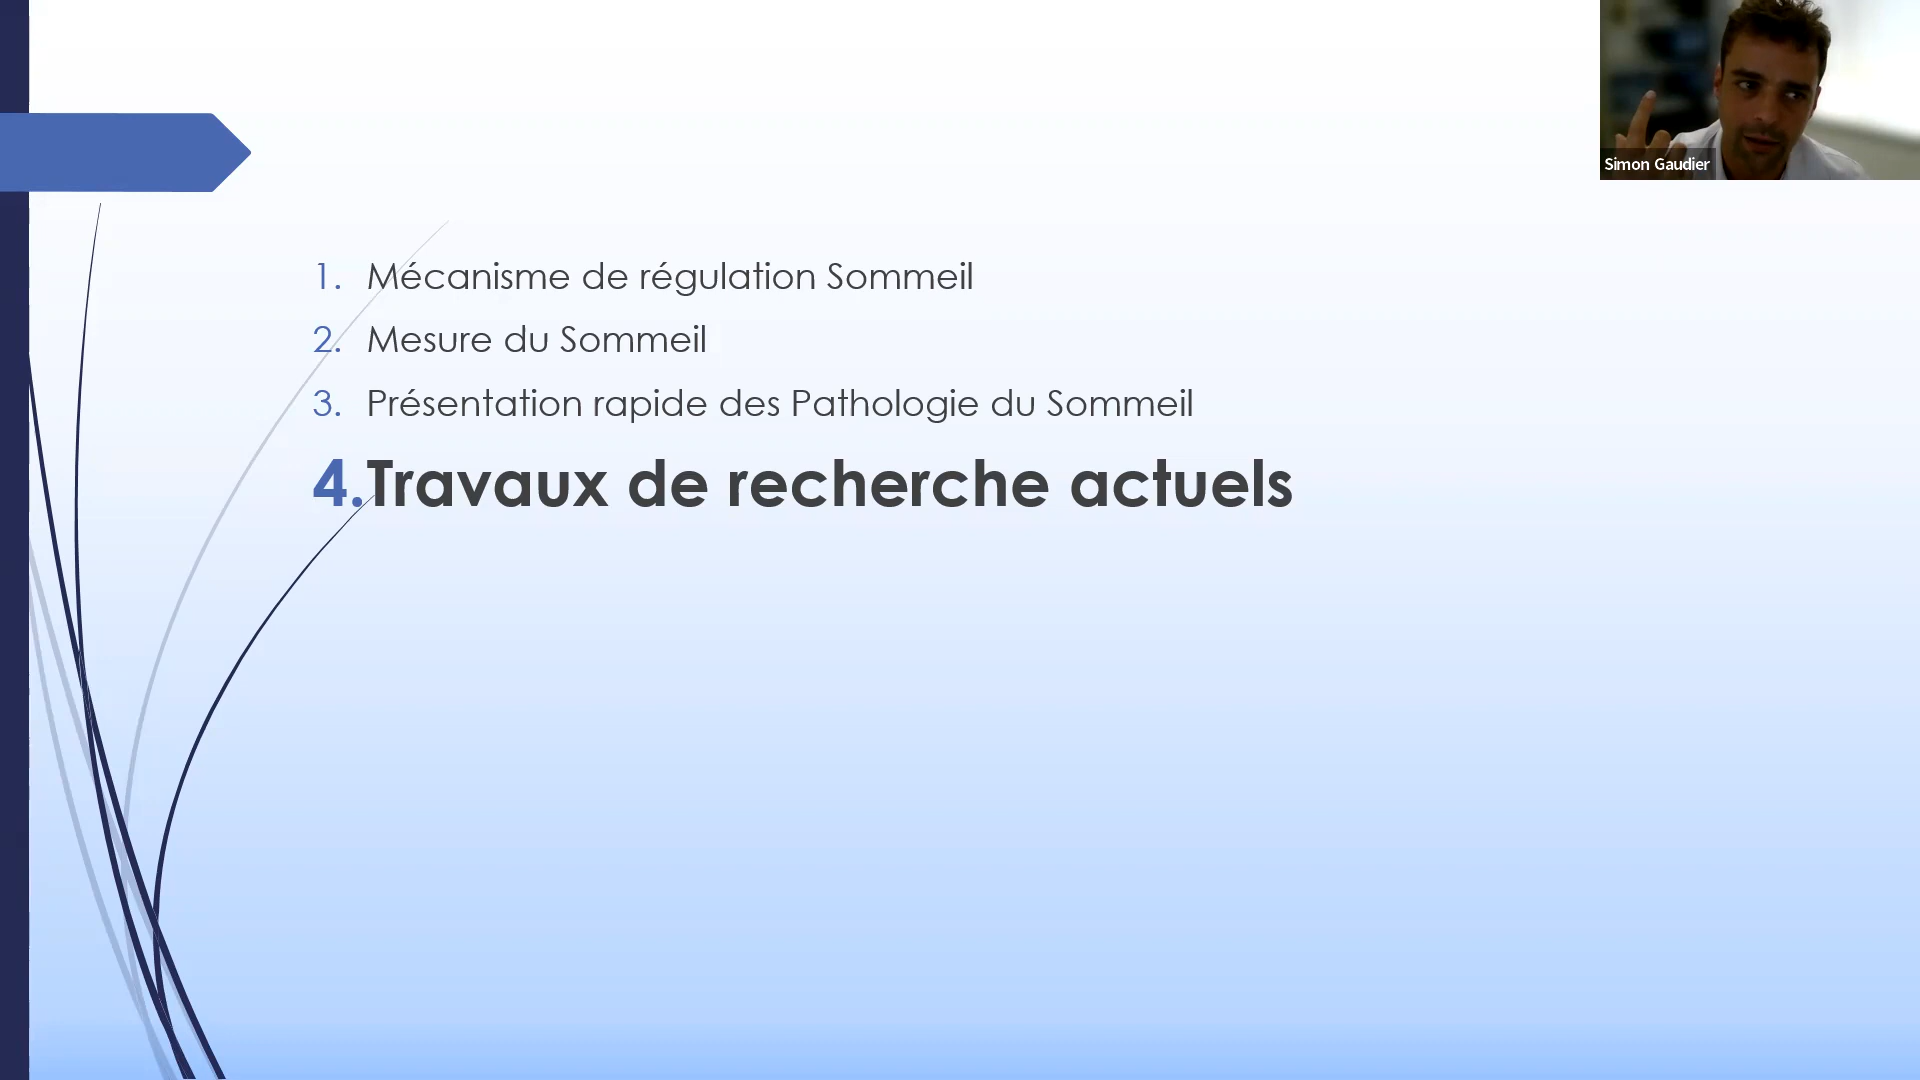 Simon Gaudier
1. Mécanisme de régulation Sommeil
2. Mesure du Sommeil
3. Présentation rapide des Pathologie du Sommeil
4. Travaux de recherche actuels